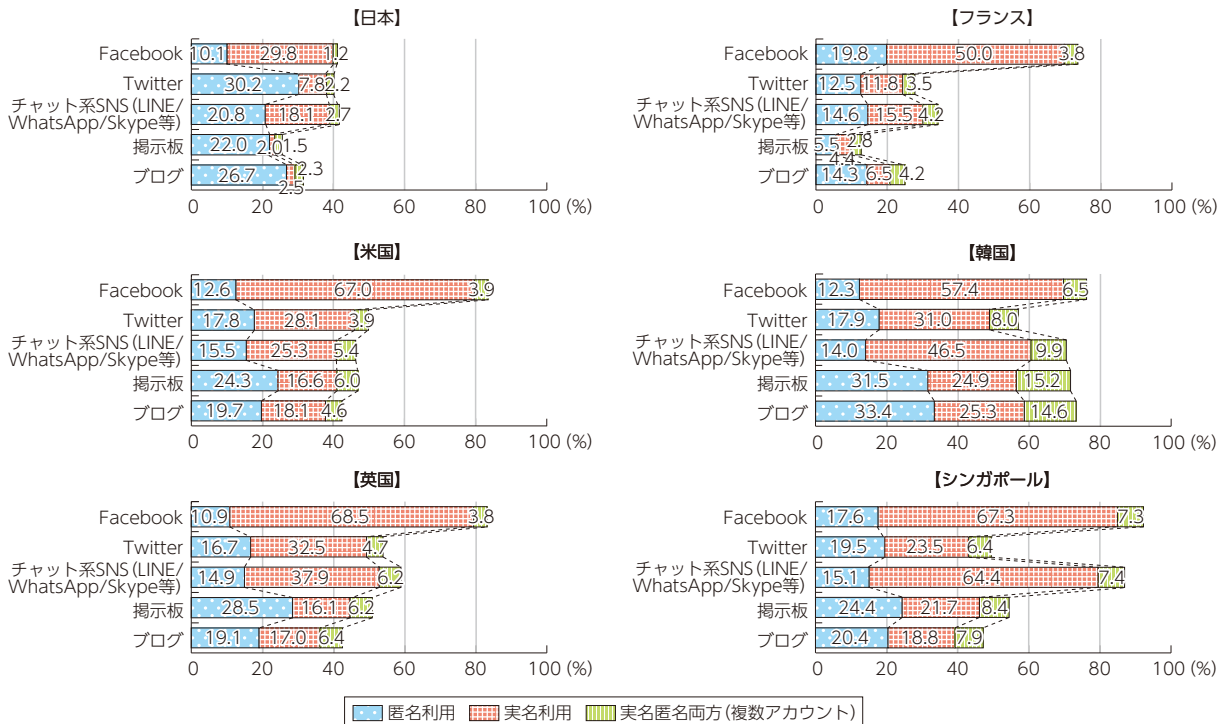 【日本】
Facebook 10.1 29.8 1.2
Twitter 30.2 7.8 2.2
チャット系SNS(LINE/
WhatsApp/Skype等) 20.8 18.1 2.7
掲示板 22.0 2.0 1.5
ブログ 26.7 2.5 2.3
0 20 40 60 80 100 (%)
【フランス】
Facebook 19.8 50.0 3.8
Twitter 12.5 11.8 3.5
チャット系SNS(LINE/
WhatsApp/Skype等) 14.6 15.5 4.2
掲示板 5.5 4.4 2.8
ブログ 14.3 6.5 4.2
0 20 40 60 80 100 (%)
【米国】
Facebook 12.6 67.0 3.9
Twitter 17.8 28.1 3.9
チャット系SNS(LINE/
WhatsApp/Skype等) 15.5 25.3 5.4
掲示板 24.3 16.6 6.0
ブログ 19.7 18.1 4.6
0 20 40 60 80 100 (%)
【韓国】
Facebook 12.3 57.4 6.5
Twitter 17.9 31.0 8.0
チャット系SNS(LINE/
WhatsApp/Skype等) 14.0 46.5 9.9
掲示板 31.5 24.9 15.2
ブログ 33.4 25.3 14.6
0 20 40 60 80 100 (%)
【英国】
Facebook 10.9 68.5 3.8
Twitter 16.7 32.5 4.7
チャット系SNS(LINE/
WhatsApp/Skype等) 14.9 37.9 6.2
掲示板 28.5 16.1 6.2
ブログ 19.1 17.0 6.4
0 20 40 60 80 100 (%)
【シンガポール】
Facebook 17.6 67.3 7.3
Twitter 19.5 23.5 6.4
チャット系SNS(LINE/
WhatsApp/Skype等) 15.1 64.4 7.4
掲示板 24.4 21.7 8.4
ブログ 20.4 18.8 7.9
0 20 40 60 80 100 (%)
匿名利用 実名利用 実名匿名両方(複数アカウント)